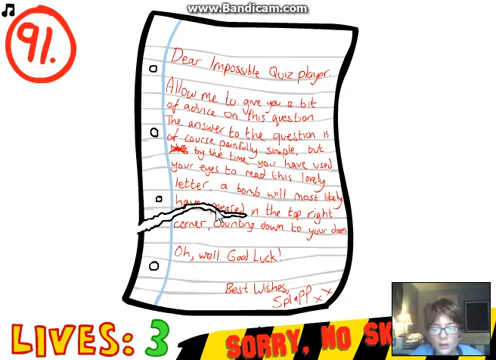 www.Bandicam.com
91.
Dear Impossible Quiz player.
Allow me to give you a bit
of advice on this question
The answer to the question is
of course painfully simple, but
by the time you have used
your eyes to read this lovely
letter, a bomb will most likely
have n the top right
corner, counting down to your doom
Oh, well Good Luck!
Best Wishes,
Splapp x
x
LIVES: 3
SORRY, NO SK